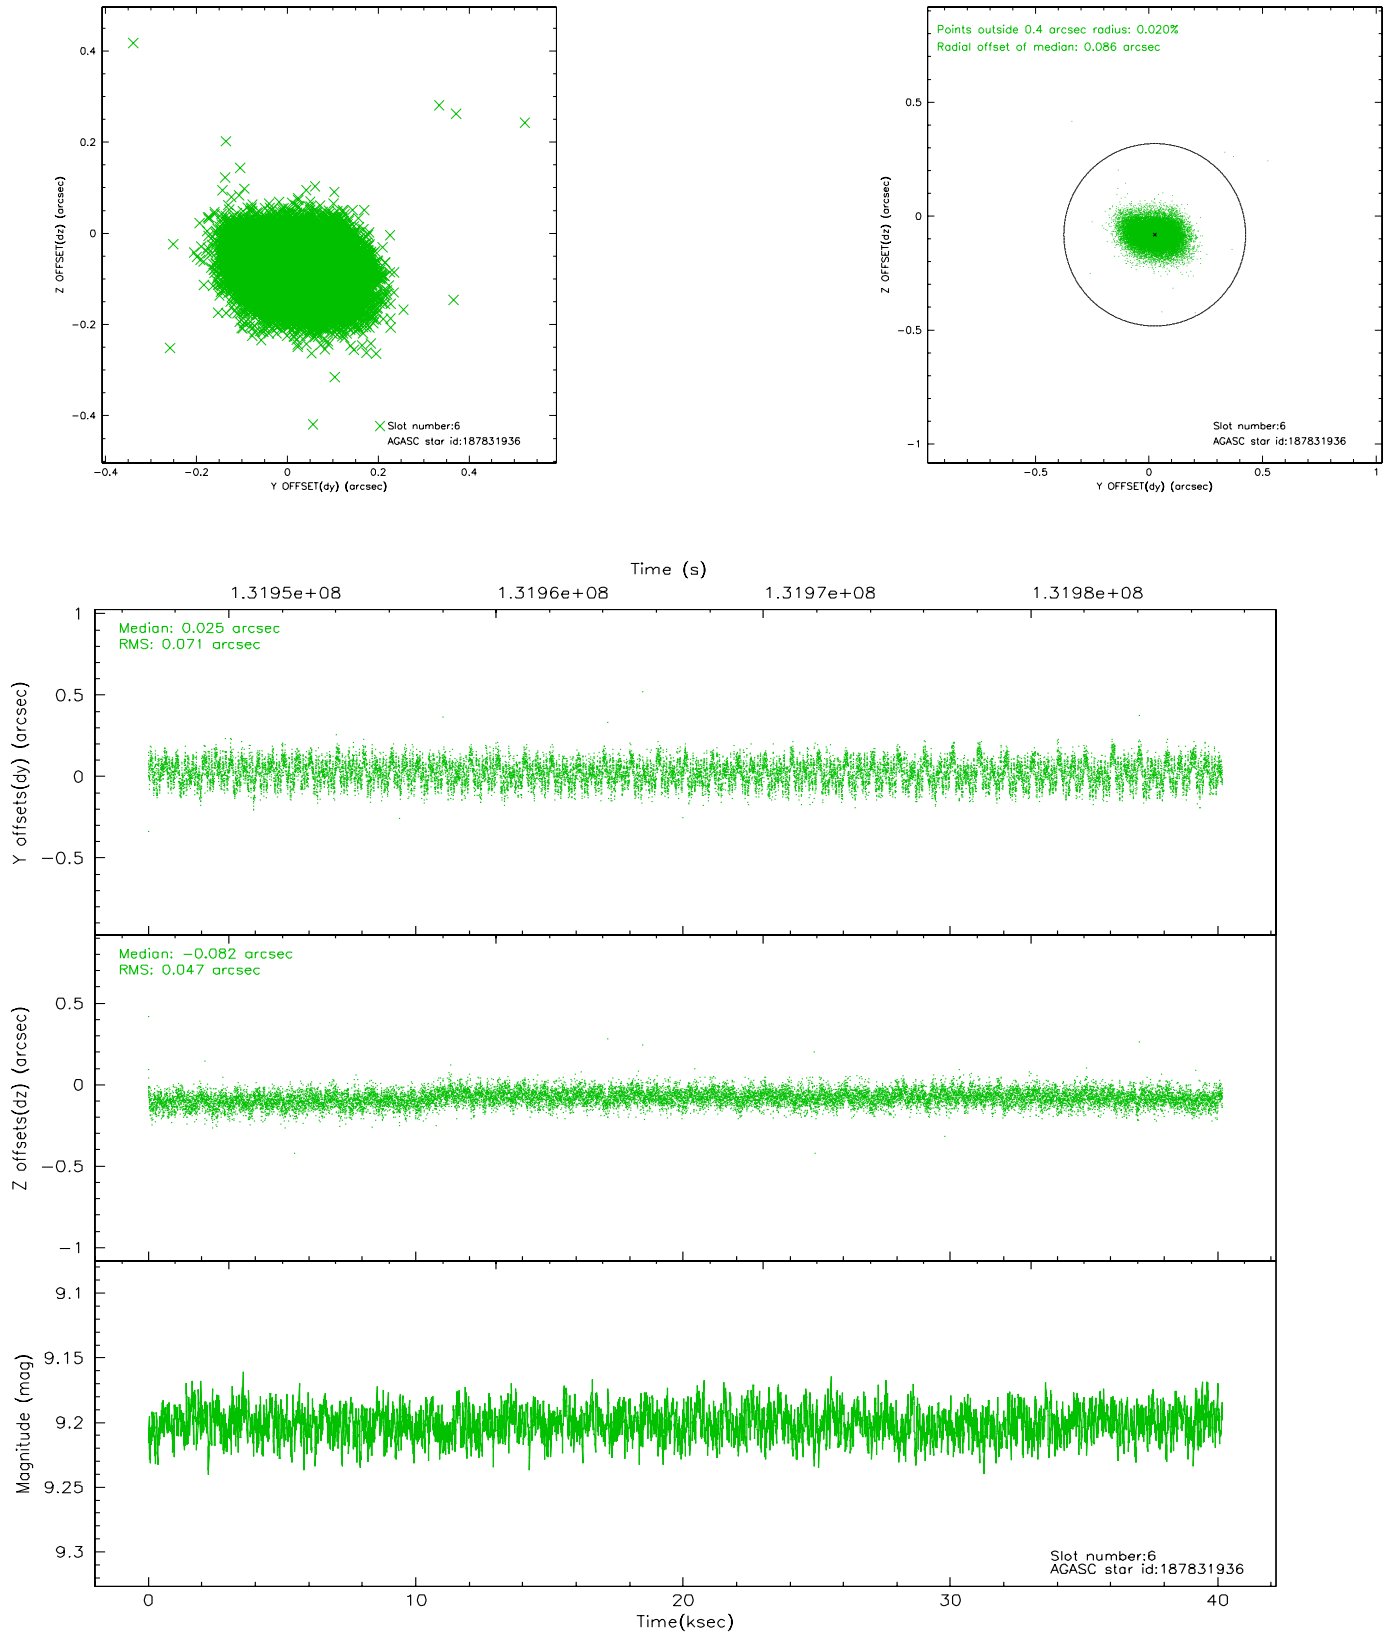 Points outside 0.4 arcsec radius: 0.020%
Radial offset of median: 0.086 arcsec
0.4
0.2
0
−0.2
−0.4
Z OFFSET(dz) (arcsec)
Slot number:6
AGASC star id:187831936
−0.4
−0.2
0
0.2
0.4
Y OFFSET(dy) (arcsec)
0.5
0
−0.5
−1
Z OFFSET(dz) (arcsec)
Slot number:6
AGASC star id:187831936
−0.5
0
0.5
1
Y OFFSET(dy) (arcsec)
Time (s)
1.3195e+08
1.3196e+08
1.3197e+08
1.3198e+08
Median: 0.025 arcsec
RMS: 0.071 arcsec
1
0.5
0
−0.5
Y offsets(dy) (arcsec)
Median: −0.082 arcsec
RMS: 0.047 arcsec
0.5
0
−0.5
−1
Z offsets(dz) (arcsec)
9.1
9.15
9.2
9.25
9.3
Magnitude (mag)
Slot number:6
AGASC star id:187831936
0
10
20
30
40
Time(ksec)